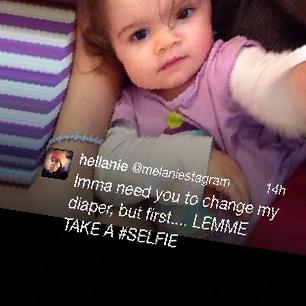 hellanie @melaniestagram 14h
Imma need you to change my
diaper, but first.... LEMME
TAKE A #SELFIE